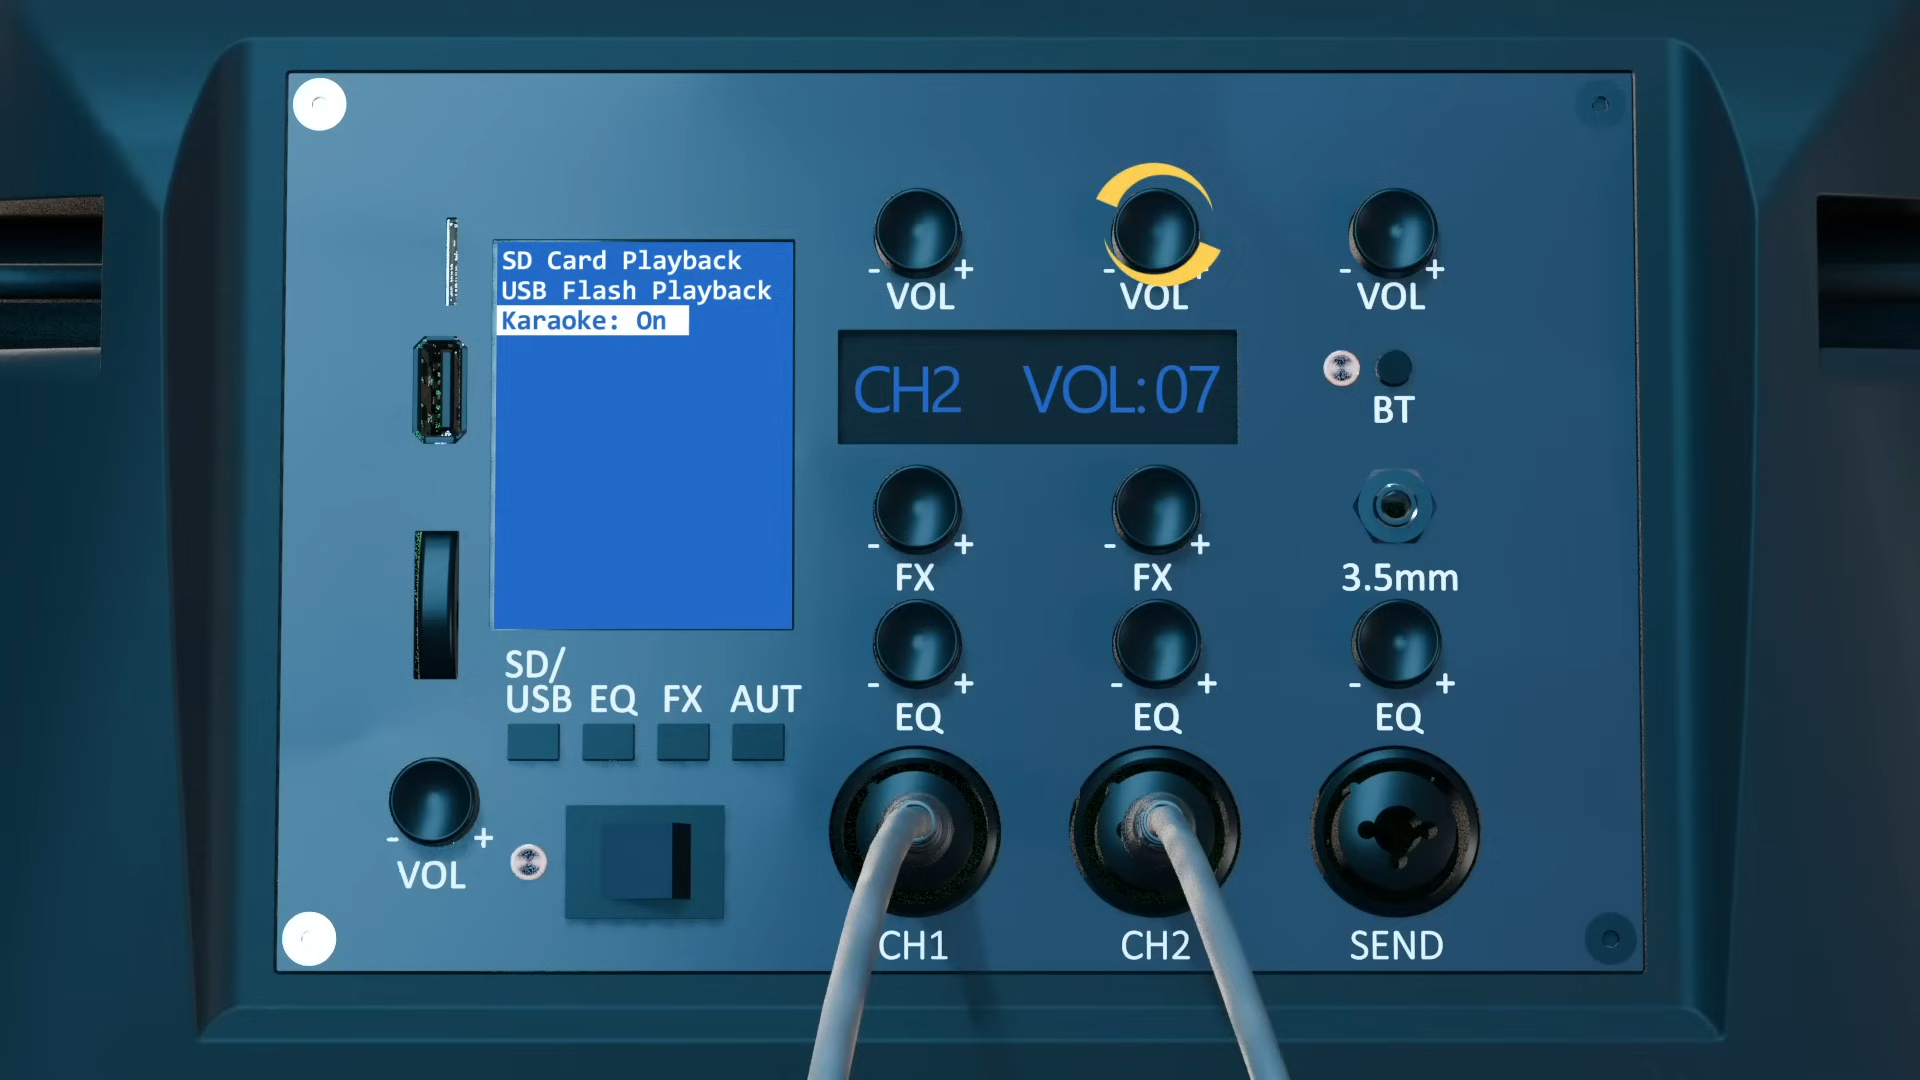 SD Card Playback
USB Flash Playback
Karaoke: On
- +
VOL
- +
VOL
- +
VOL
CH2 VOL:07
BT
- +
FX
- +
FX
3.5mm
- +
EQ
- +
EQ
- +
EQ
SD/
USB EQ FX AUT
- +
VOL
CH1
CH2
SEND